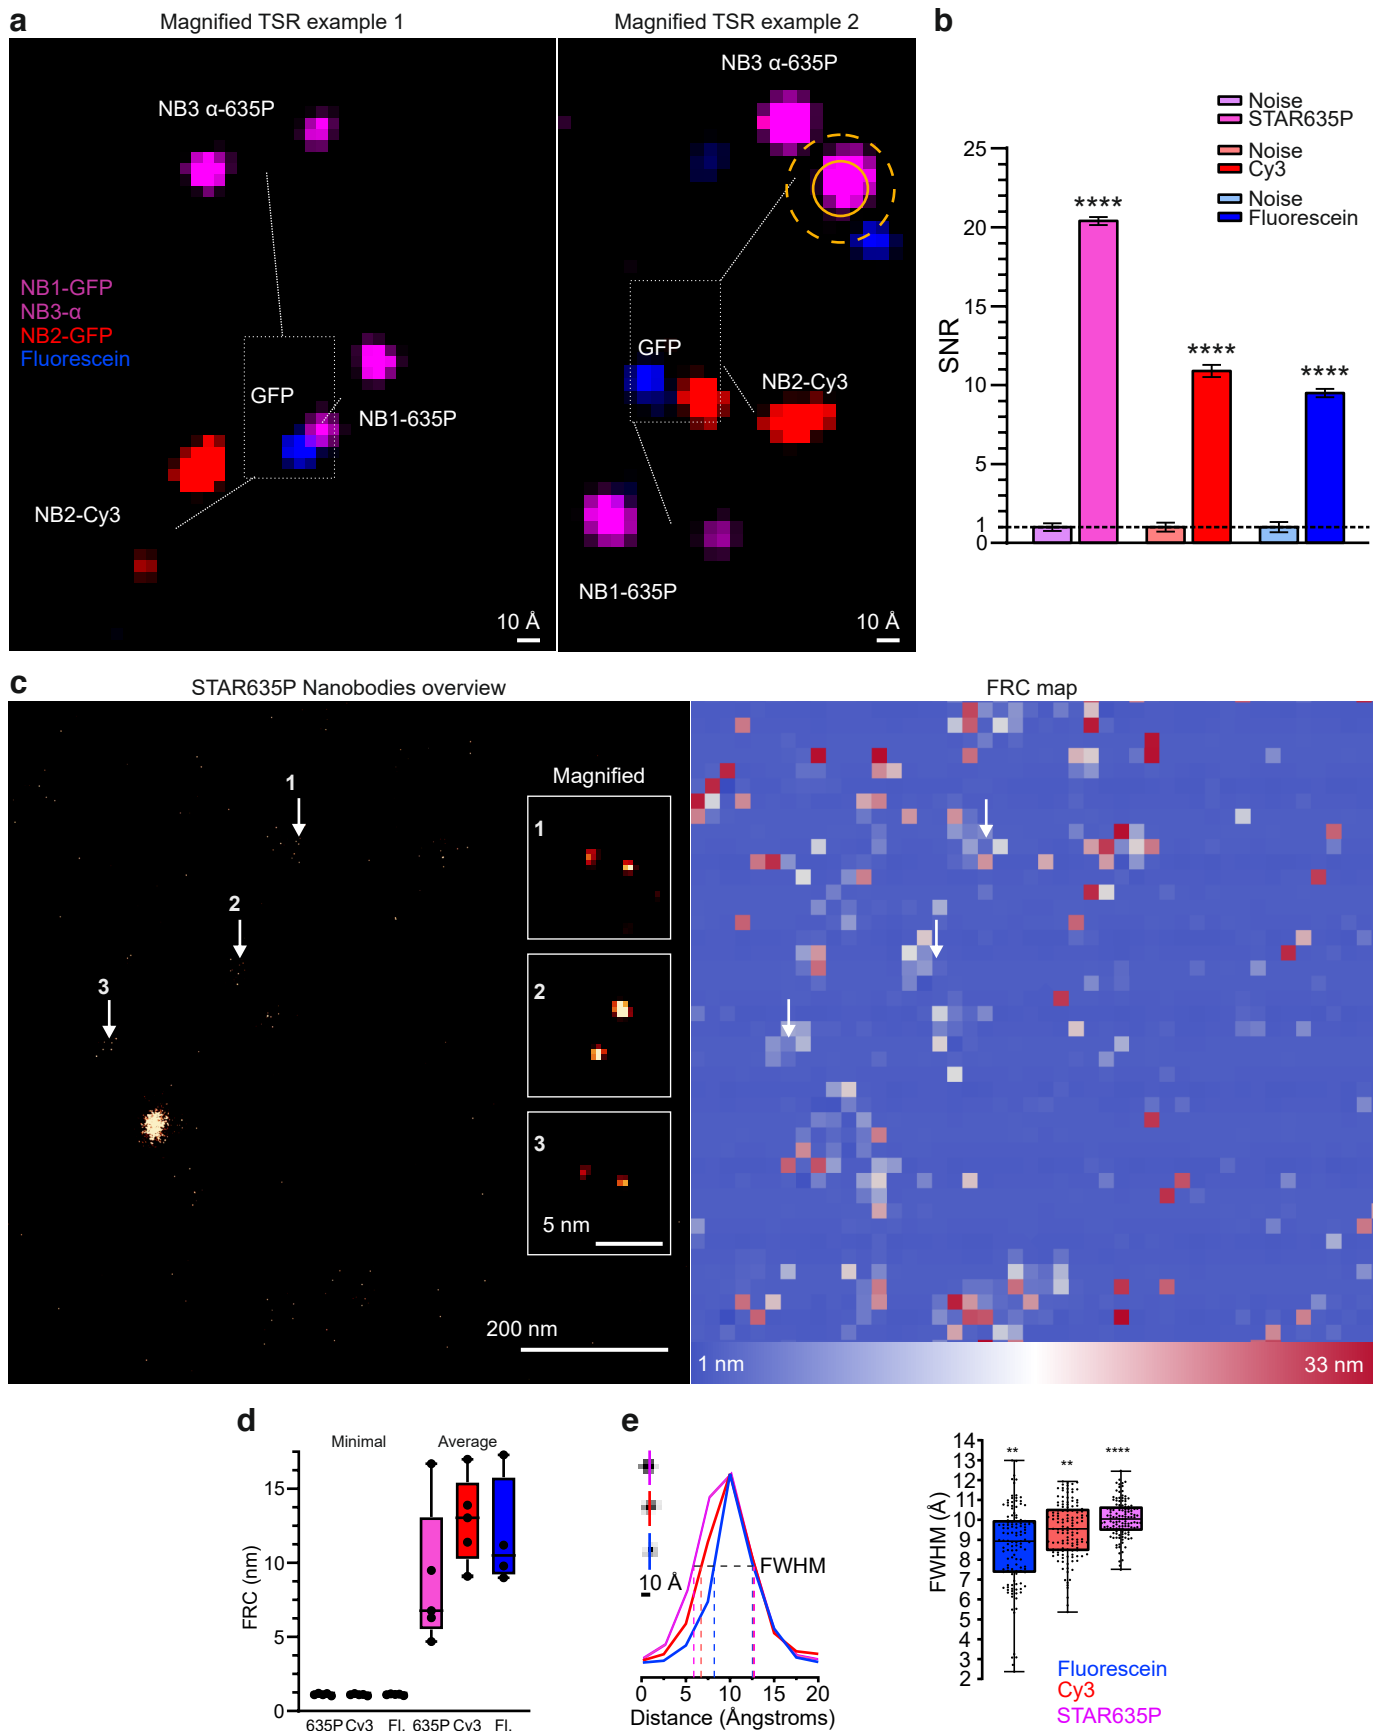 a
Magnified TSR example 1
Magnified TSR example 2
NB3 α-635P
NB1-GFP
NB3-α
NB2-GFP
Fluorescein
GFP
NB1-635P
NB2-Cy3
10 Å
NB3 α-635P
GFP
NB2-Cy3
NB1-635P
10 Å
b
Noise
STAR635P
Noise
Cy3
Noise
Fluorescein
SNR
25
20
15
10
5
1
0
****
****
****
c
STAR635P Nanobodies overview
FRC map
1
2
3
Magnified
1
2
3
5 nm
200 nm
1 nm
33 nm
d
Minimal
Average
FRC (nm)
15
10
5
0
635P Cy3 Fl. 635P Cy3 Fl.
e
10 Å
FWHM
0 5 10 15 20
Distance (Ångstroms)
FWHM (Å)
14
13
12
11
10
9
8
7
6
5
4
3
2
**
**
****
Fluorescein
Cy3
STAR635P